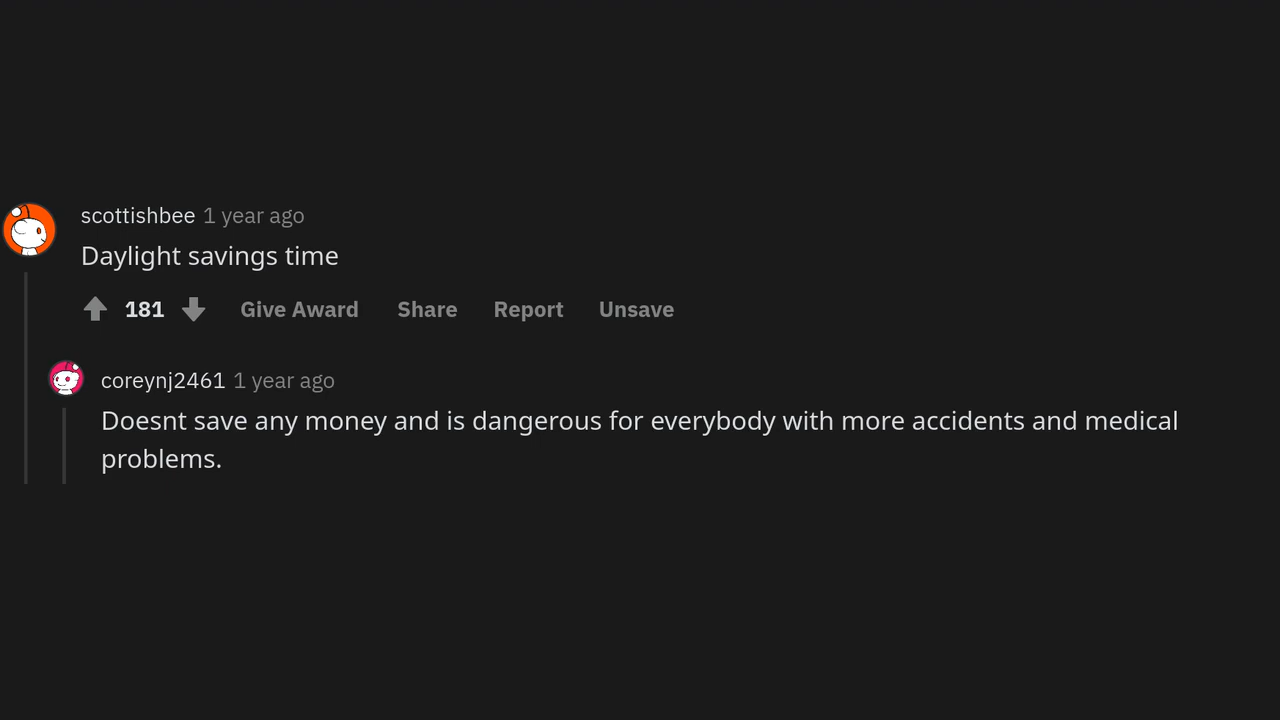 scottishbee 1 year ago
Daylight savings time
181 Give Award Share Report Unsave
coreynj2461 1 year ago
Doesnt save any money and is dangerous for everybody with more accidents and medical
problems.